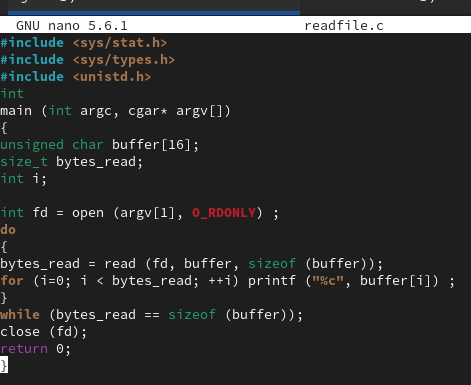 GNU nano 5.6.1 readfile.c
#include <sys/stat.h>
#include <sys/types.h>
#include <unistd.h>
int
main (int argc, cgar* argv[])
{
unsigned char buffer[16];
size_t bytes_read;
int i;
int fd = open (argv[1], O_RDONLY) ;
do
{
bytes_read = read (fd, buffer, sizeof (buffer));
for (i=0; i < bytes_read; ++i) printf ("%c", buffer[i]) ;
}
while (bytes_read == sizeof (buffer));
close (fd);
return 0;
}